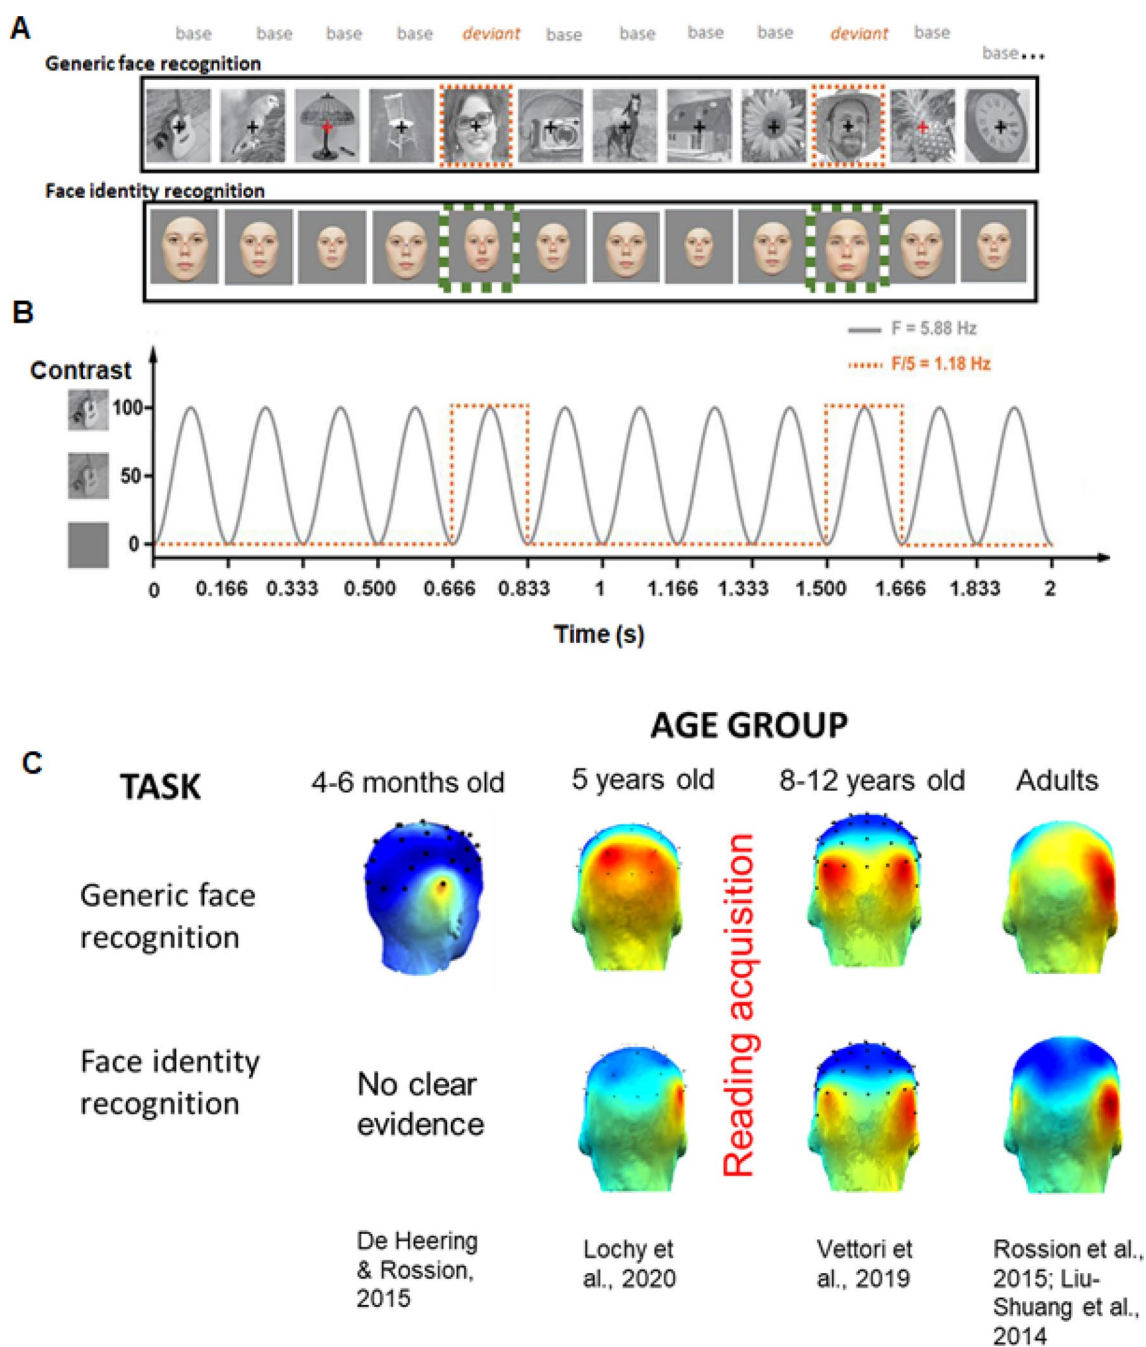 A
base base base base deviant base base base base deviant base base...
Generic face recognition
Face identity recognition
B
F = 5.88 Hz
F/5 = 1.18 Hz
Contrast
100
50
0
0 0.166 0.333 0.500 0.666 0.833 1 1.166 1.333 1.500 1.666 1.833 2
Time (s)
AGE GROUP
C
TASK
4-6 months old 5 years old 8-12 years old Adults
Generic face
recognition
Reading acquisition
Face identity
recognition
No clear
evidence
De Heering
& Rossion,
2015
Lochy et
al., 2020
Vettori et
al., 2019
Rossion et al.,
2015; Liu-
Shuang et al.,
2014